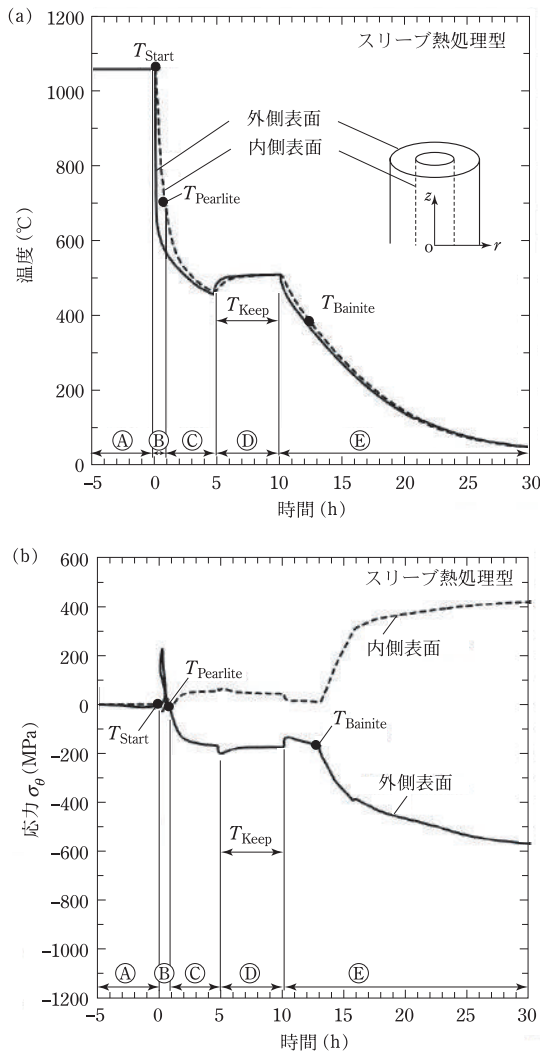 (a)
1200
1000
800
600
400
200
0
温度(℃)
スリーブ熱処理型
T_Start
外側表面
内側表面
T_Pearlite
z
o
r
T_Keep
T_Bainite
Ⓐ Ⓑ Ⓒ Ⓓ Ⓔ
-5 0 5 10 15 20 25 30
時間(h)
(b)
600
400
200
0
-200
-400
-600
-800
-1000
-1200
応力 σθ(MPa)
スリーブ熱処理型
内側表面
T_Pearlite
T_Start
T_Bainite
外側表面
T_Keep
Ⓐ Ⓑ Ⓒ Ⓓ Ⓔ
-5 0 5 10 15 20 25 30
時間(h)